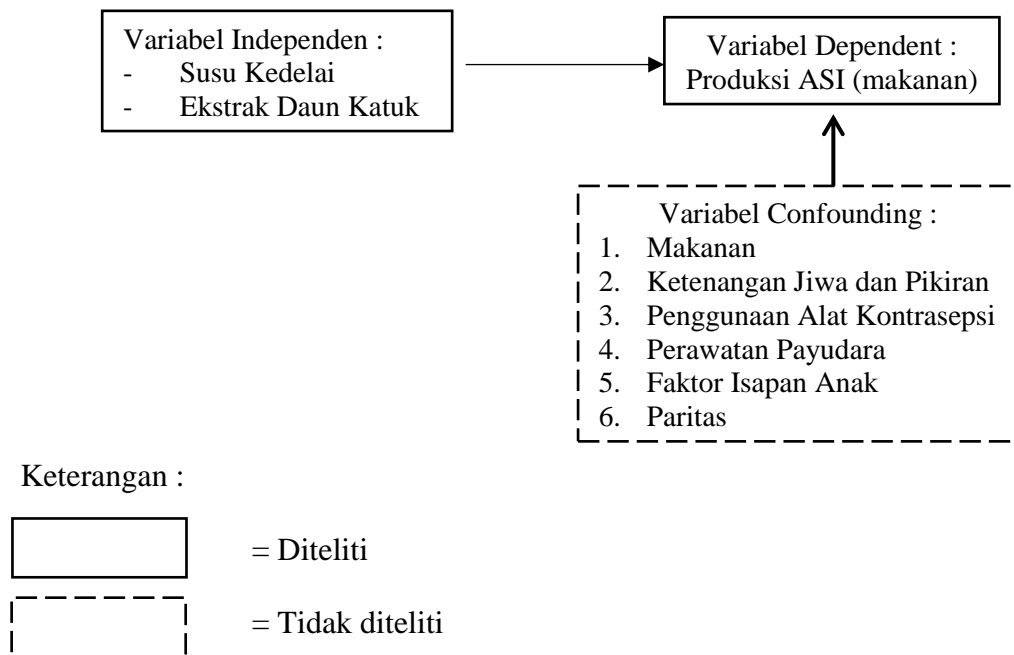 Variabel Independen :
- Susu Kedelai
- Ekstrak Daun Katuk
Variabel Dependent :
Produksi ASI (makanan)
Variabel Confounding :
1. Makanan
2. Ketenangan Jiwa dan Pikiran
3. Penggunaan Alat Kontrasepsi
4. Perawatan Payudara
5. Faktor Isapan Anak
6. Paritas
Keterangan :
= Diteliti
= Tidak diteliti